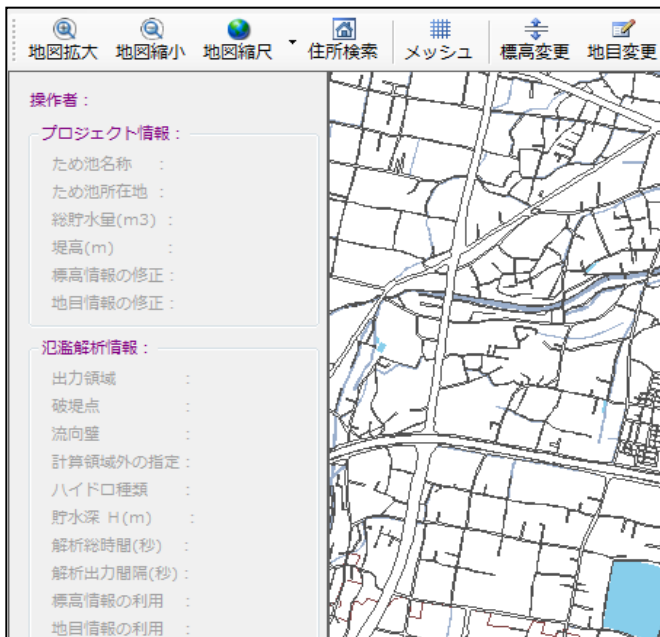 地図拡大 地図縮小 地図縮尺 住所検索 メッシュ 標高変更 地目変更
操作者：
プロジェクト情報：
ため池名称 ：
ため池所在地 ：
総貯水量(m3) ：
堤高(m) ：
標高情報の修正：
地目情報の修正：
氾濫解析情報：
出力領域 ：
破堤点 ：
流向壁 ：
計算領域外の指定：
ハイドロ種類 ：
貯水深 H(m) ：
解析総時間(秒) ：
解析出力間隔(秒)：
標高情報の利用 ：
地目情報の利用 ：